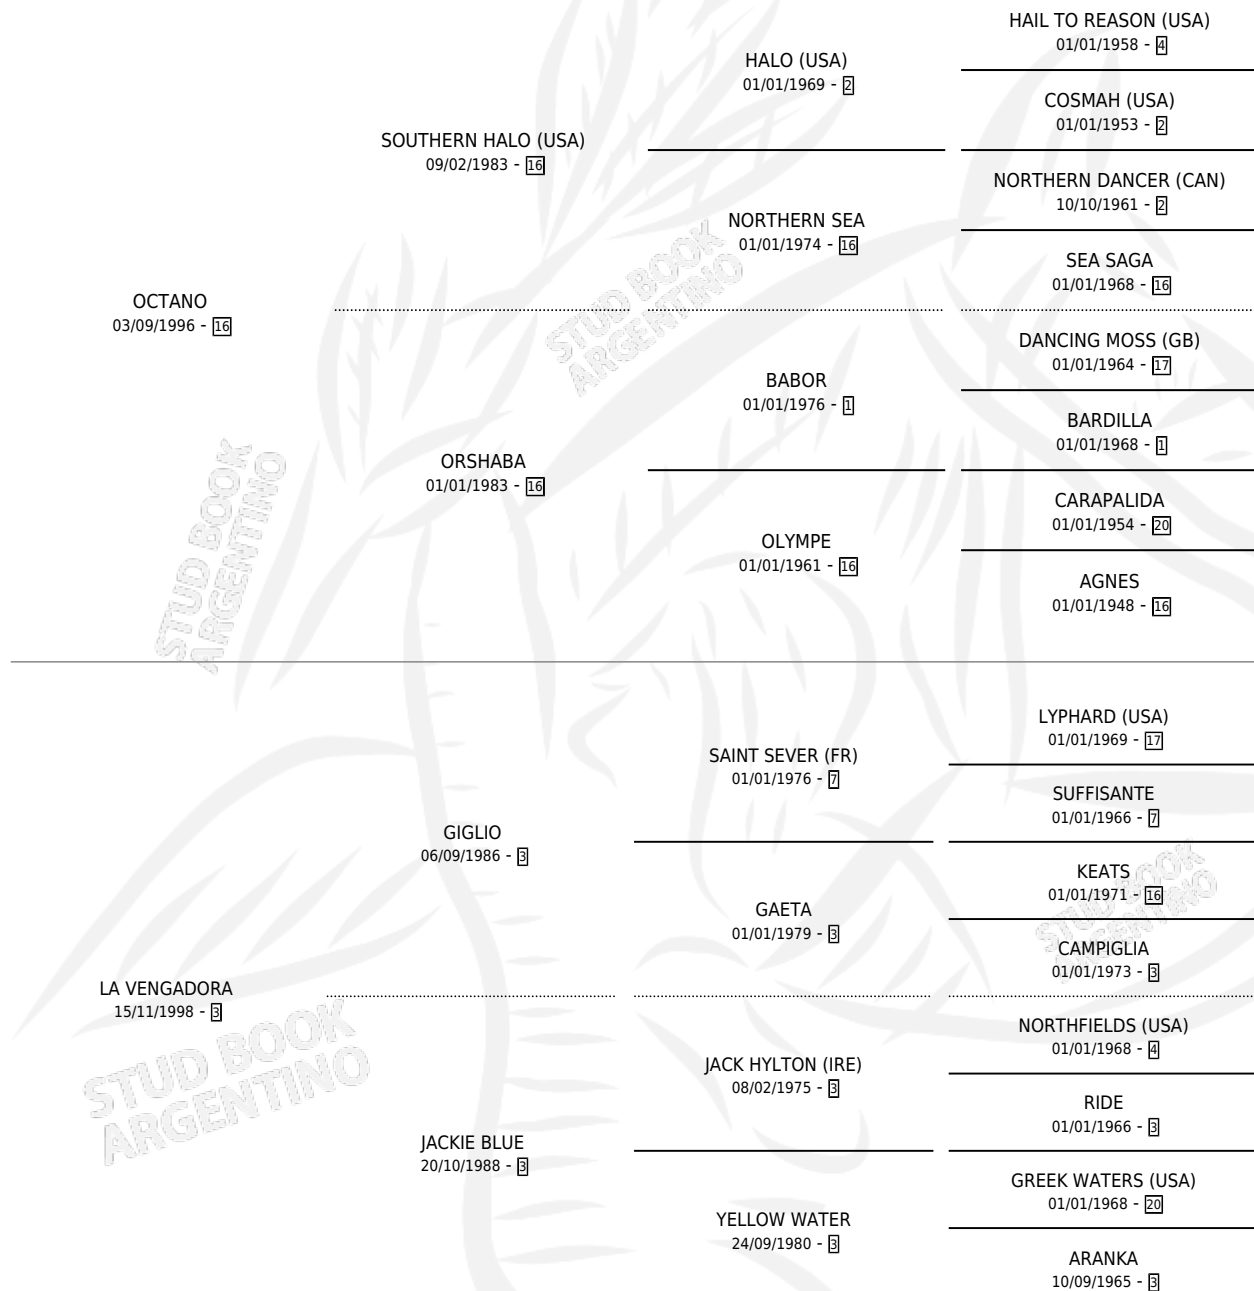 HAIL TO REASON (USA)
01/01/1958 - 4
HALO (USA)
01/01/1969 - 2
COSMAH (USA)
01/01/1953 - 2
SOUTHERN HALO (USA)
09/02/1983 - 16
NORTHERN DANCER (CAN)
10/10/1961 - 2
NORTHERN SEA
01/01/1974 - 16
SEA SAGA
01/01/1968 - 16
OCTANO
03/09/1996 - 16
STUD BOOK
ARGENTINO
DANCING MOSS (GB)
01/01/1964 - 17
BABOR
01/01/1976 - 1
BARDILLA
01/01/1968 - 1
ORSHABA
01/01/1983 - 16
CARAPALIDA
01/01/1954 - 20
OLYMPE
01/01/1961 - 16
AGNES
01/01/1948 - 16
STUD BOOK
ARGENTINO
LYPHARD (USA)
01/01/1969 - 17
SAINT SEVER (FR)
01/01/1976 - 7
SUFFISANTE
01/01/1966 - 7
GIGLIO
06/09/1986 - 3
KEATS
01/01/1971 - 16
GAETA
01/01/1979 - 3
STUD BOOK
ARGENTINO
CAMPIGLIA
01/01/1973 - 3
LA VENGADORA
15/11/1998 - 3
STUD BOOK
ARGENTINO
NORTHFIELDS (USA)
01/01/1968 - 4
JACK HYLTON (IRE)
08/02/1975 - 3
RIDE
01/01/1966 - 3
JACKIE BLUE
20/10/1988 - 3
GREEK WATERS (USA)
01/01/1968 - 20
YELLOW WATER
24/09/1980 - 3
ARANKA
10/09/1965 - 3